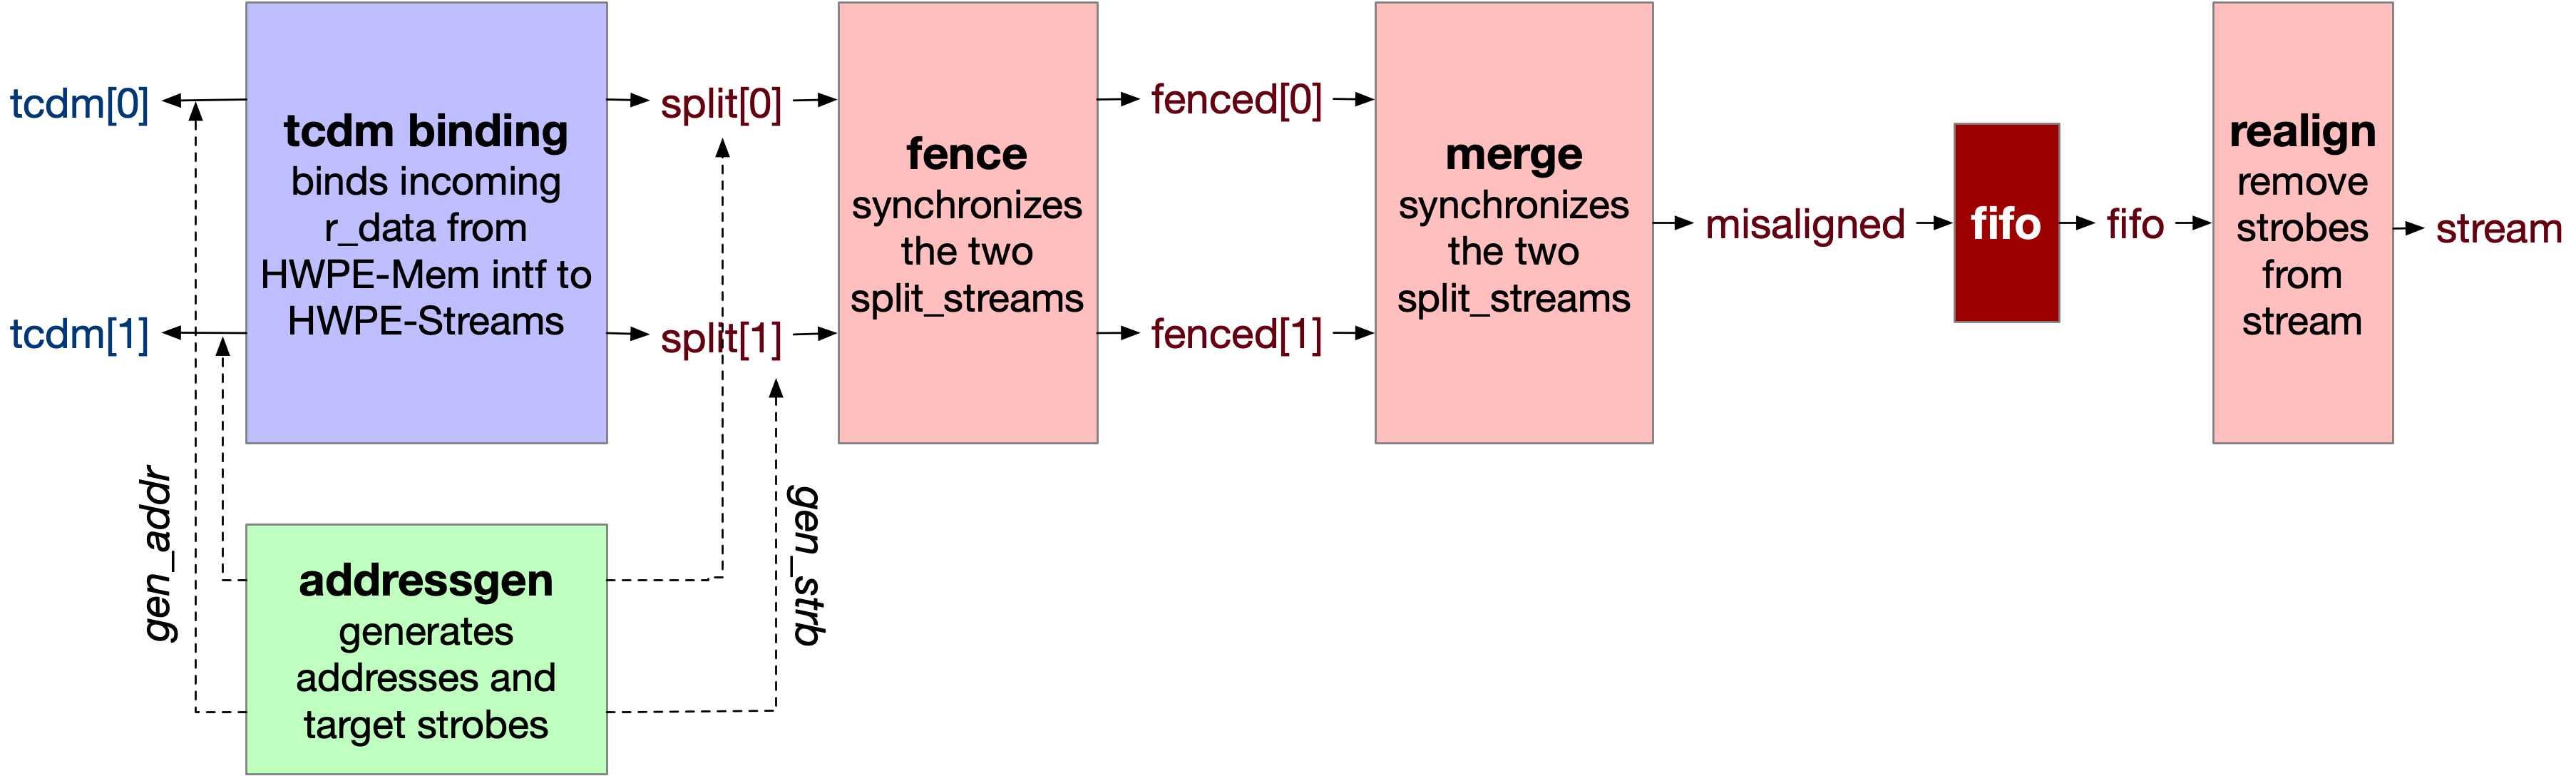 tcdm[0]
tcdm[1]
tcdm binding
binds incoming
r_data from
HWPE-Mem intf to
HWPE-Streams
split[0]
split[1]
fence
synchronizes
the two
split_streams
fenced[0]
fenced[1]
merge
synchronizes
the two
split_streams
misaligned
fifo
fifo
realign
remove
strobes
from
stream
stream
gen_addr
addressgen
generates
addresses and
target strobes
gen_strb